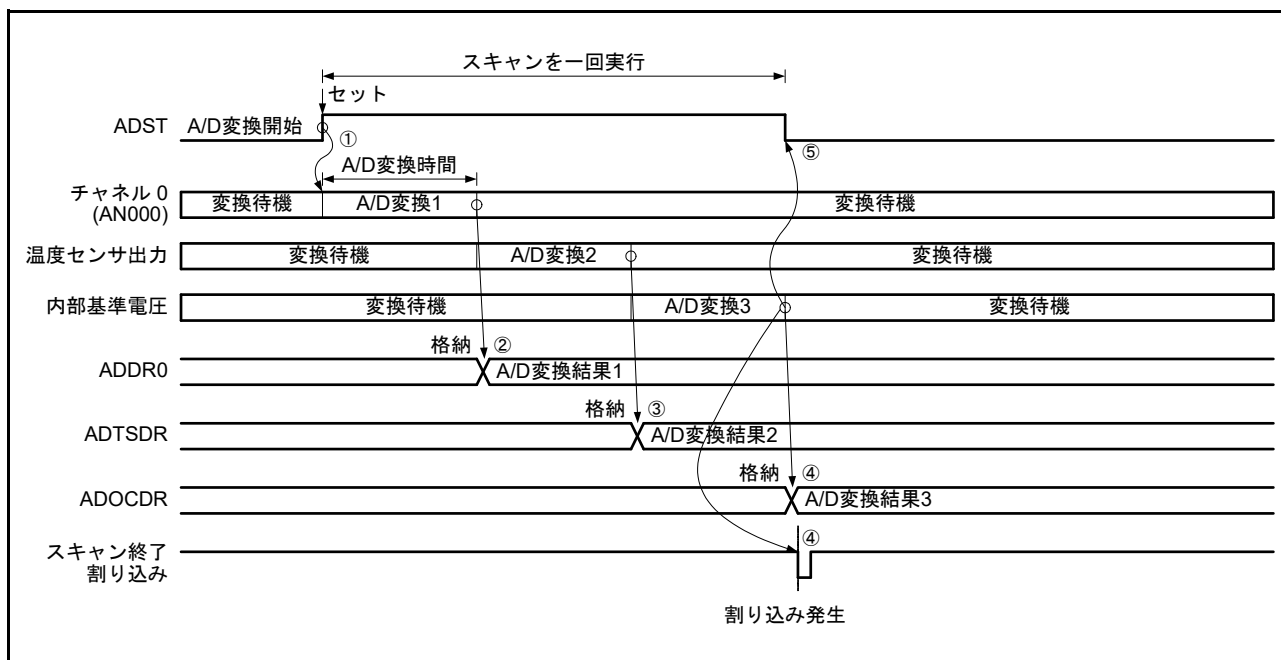 スキャンを一回実行
セット
ADST A/D変換開始 ① ⑤
A/D変換時間
チャネル 0
(AN000)
変換待機 A/D変換1 変換待機
温度センサ出力 変換待機 A/D変換2 変換待機
内部基準電圧 変換待機 A/D変換3 変換待機
格納 ②
ADDR0 A/D変換結果1
格納 ③
ADTSDR A/D変換結果2
格納 ④
ADOCDR A/D変換結果3
スキャン終了
割り込み
④
割り込み発生